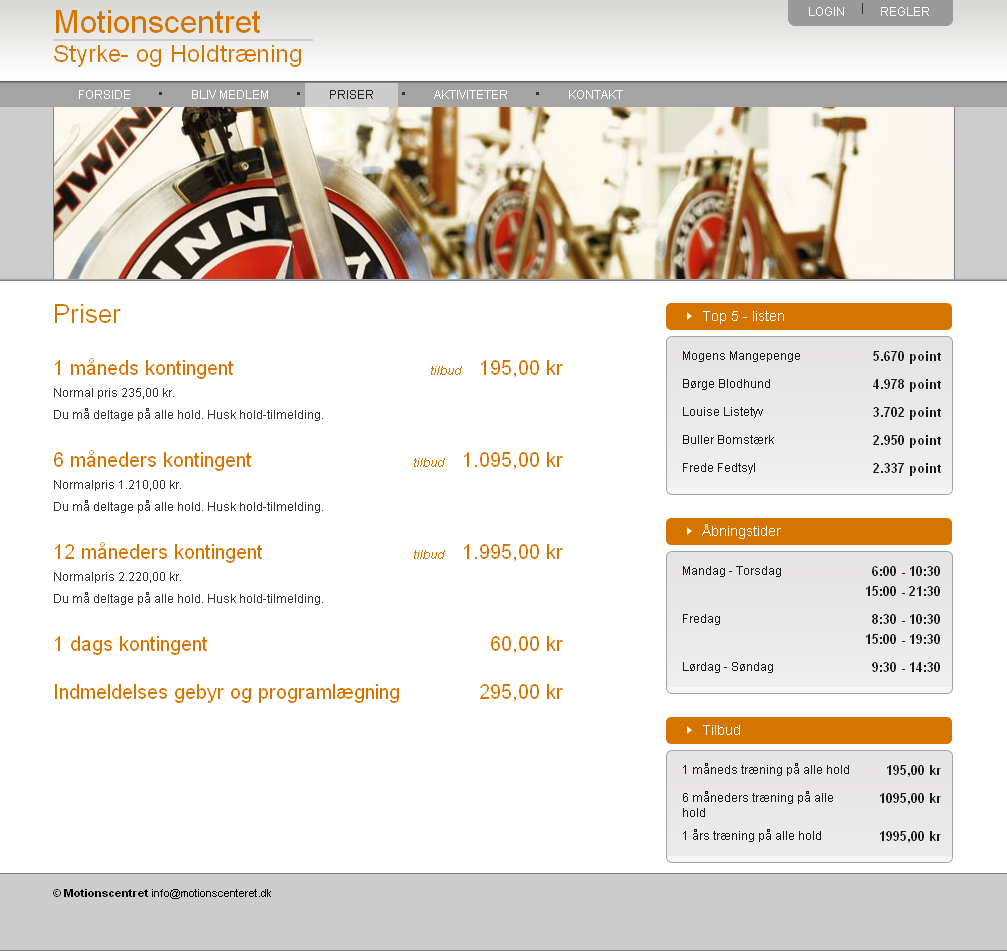 Motionscentret
Styrke- og Holdtræning
LOGIN | REGLER
FORSIDE BLIV MEDLEM PRISER AKTIVITETER KONTAKT
CHWINN
INN
Priser
1 måneds kontingent tilbud 195,00 kr
Normal pris 235,00 kr.
Du må deltage på alle hold. Husk hold-tilmelding.
6 måneders kontingent tilbud 1.095,00 kr
Normalpris 1.210,00 kr.
Du må deltage på alle hold. Husk hold-tilmelding.
12 måneders kontingent tilbud 1.995,00 kr
Normalpris 2.220,00 kr.
Du må deltage på alle hold. Husk hold-tilmelding.
1 dags kontingent 60,00 kr
Indmeldelses gebyr og programlægning 295,00 kr
Top 5 - listen
Mogens Mangepenge 5.670 point
Børge Blodhund 4.978 point
Louise Listetyv 3.702 point
Buller Bomstærk 2.950 point
Frede Fedtsyl 2.337 point
Åbningstider
Mandag - Torsdag 6:00 - 10:30
15:00 - 21:30
Fredag 8:30 - 10:30
15:00 - 19:30
Lørdag - Søndag 9:30 - 14:30
Tilbud
1 måneds træning på alle hold 195,00 kr
6 måneders træning på alle 1095,00 kr
hold
1 års træning på alle hold 1995,00 kr
© Motionscentret info@motionscenteret.dk